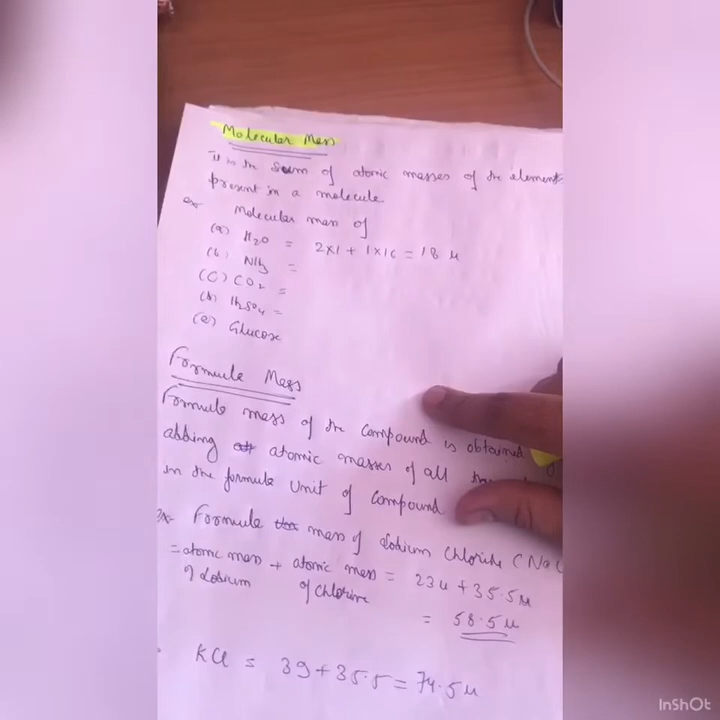 Molecular Mass
It is the sum of atomic masses of the elements
present in a molecule
ex- Molecular mass of
(a) H2O = 2x1 + 1x16 = 18 u
(b) NH3 =
(c) CO2 =
(d) H2SO4 =
(e) Glucose
Formula Mass
Formula mass of the compound is obtained
adding atomic masses of all
in the formula unit of compound
Ex- Formula mass of Sodium Chloride (NaCl
= atomic mass + atomic mass = 23u + 35.5u
of Sodium of chlorine
= 58.5u
KCl = 39+35.5 = 74.5u
InShOt